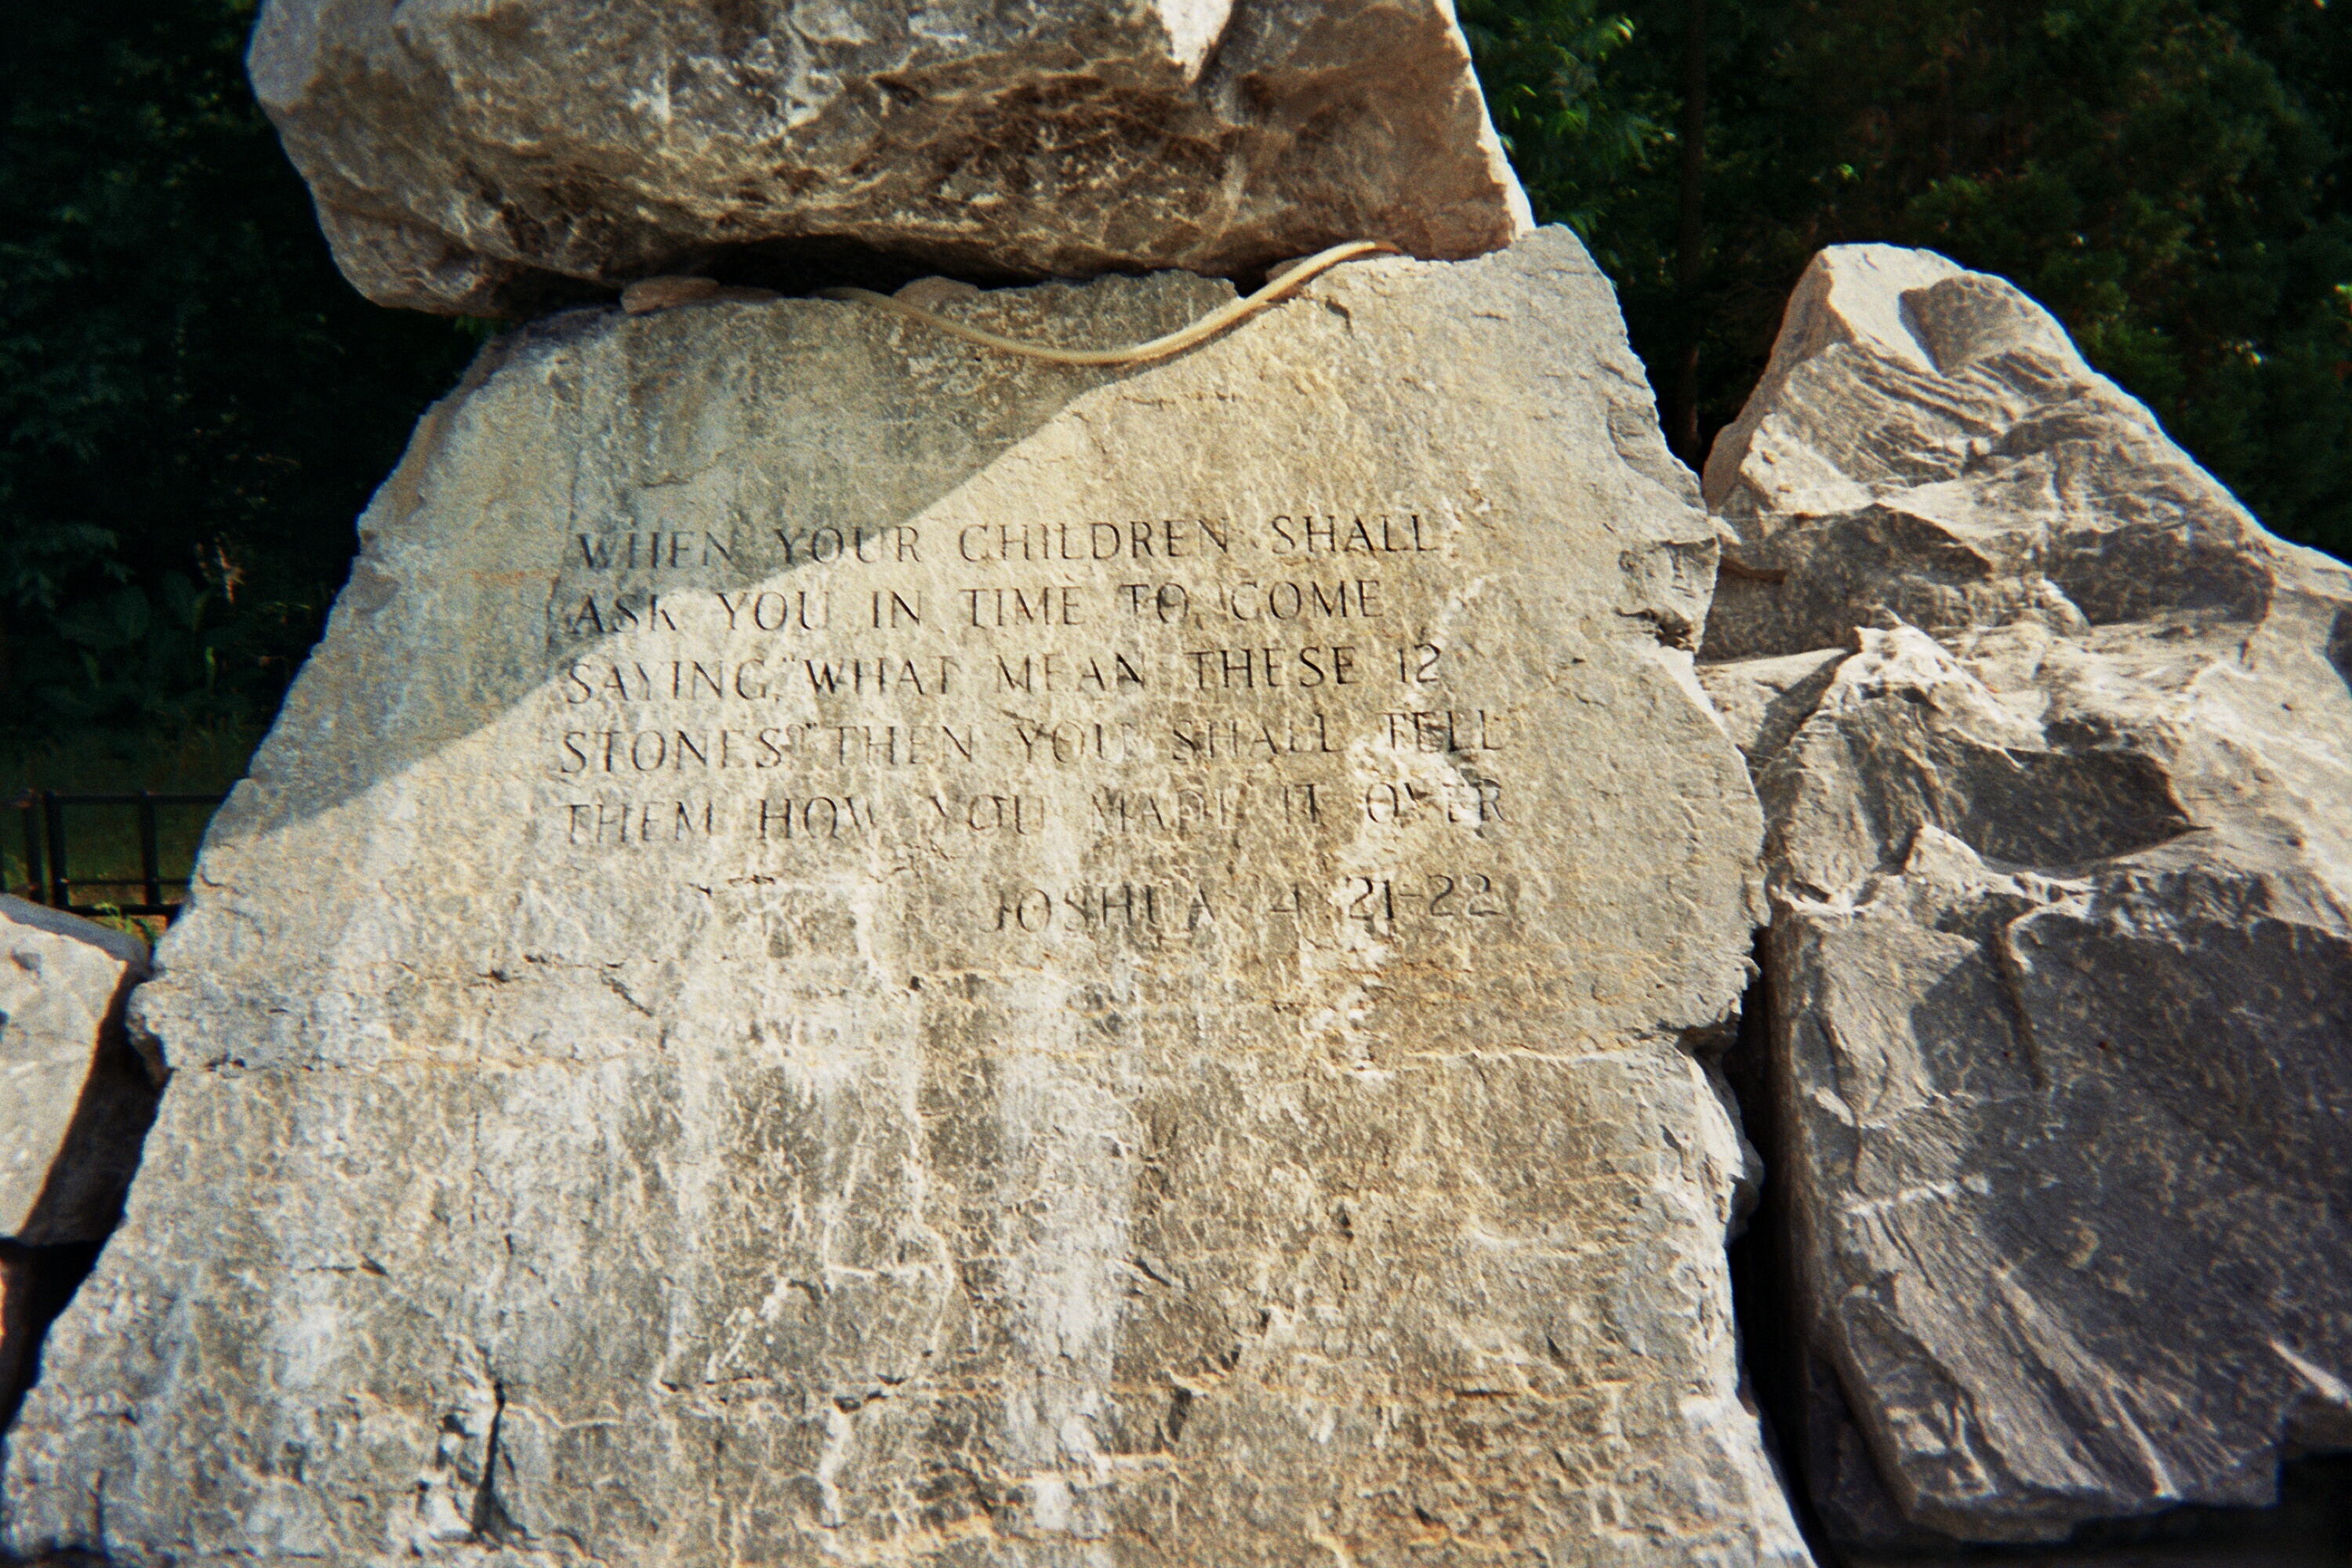 WHEN YOUR CHILDREN SHALL
ASK YOU IN TIME TO COME
SAYING, "WHAT MEAN THESE 12
STONES" THEN YOU SHALL TELL
THEM HOW YOU MADE IT OVER
JOSHUA 4:21-22